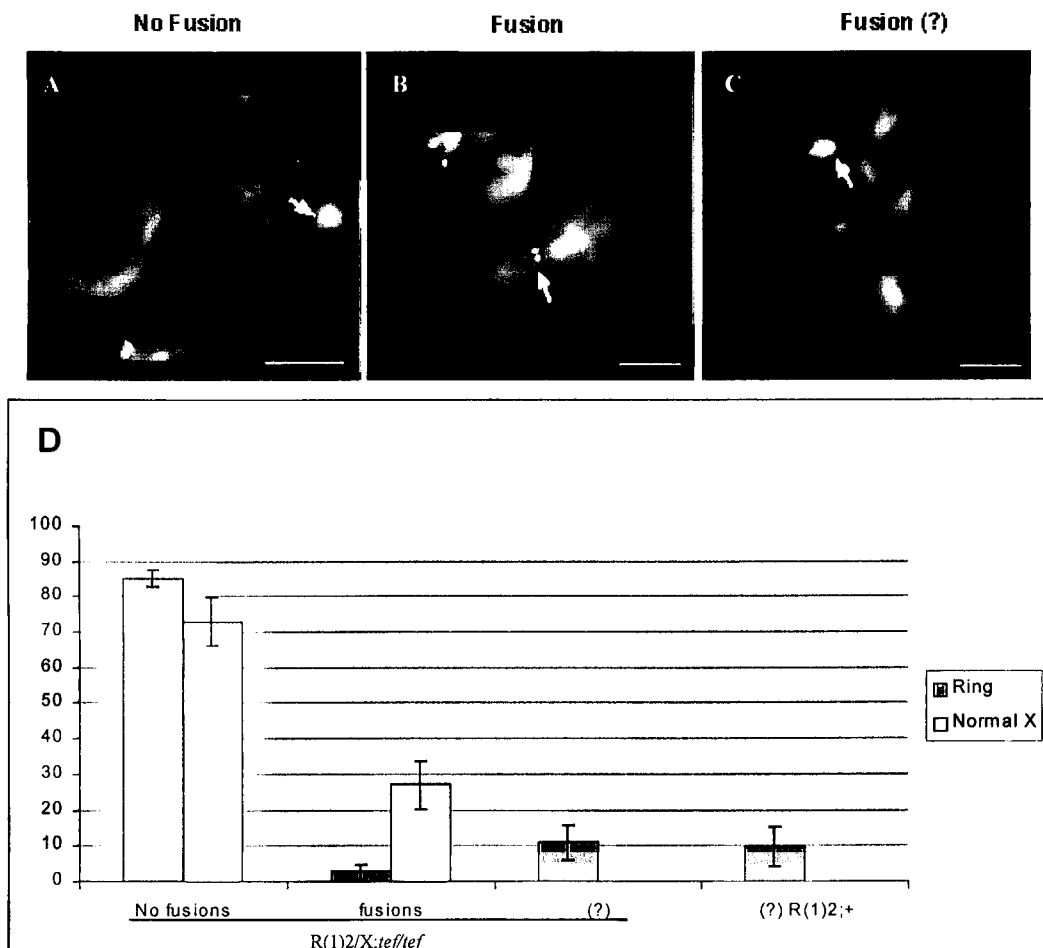 No Fusion Fusion Fusion (?)
A B C
D
100
90
80
70
60
50
40
30
20
10
0
Ring
Normal X
No fusions fusions (?) (?) R(1)2;+
R(1)2/X;tef/tef